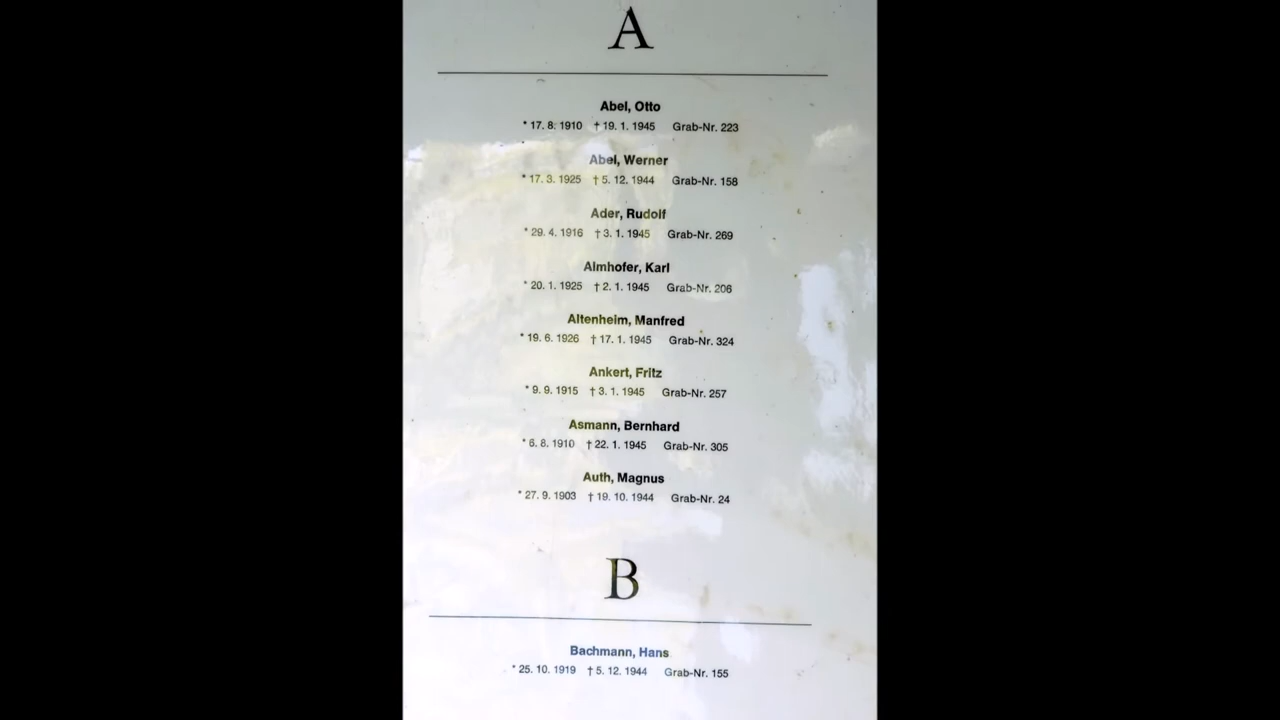 A
Abel, Otto
* 17. 8. 1910 † 19. 1. 1945 Grab-Nr. 223
Abel, Werner
* 17. 3. 1925 † 5. 12. 1944 Grab-Nr. 158
Ader, Rudolf
* 29. 4. 1916 † 3. 1. 1945 Grab-Nr. 269
Almhofer, Karl
* 20. 1. 1925 † 2. 1. 1945 Grab-Nr. 206
Altenheim, Manfred
* 19. 6. 1926 † 17. 1. 1945 Grab-Nr. 324
Ankert, Fritz
* 9. 9. 1915 † 3. 1. 1945 Grab-Nr. 257
Asmann, Bernhard
* 6. 8. 1910 † 22. 1. 1945 Grab-Nr. 305
Auth, Magnus
* 27. 9. 1903 † 19. 10. 1944 Grab-Nr. 24
B
Bachmann, Hans
* 25. 10. 1919 † 5. 12. 1944 Grab-Nr. 155